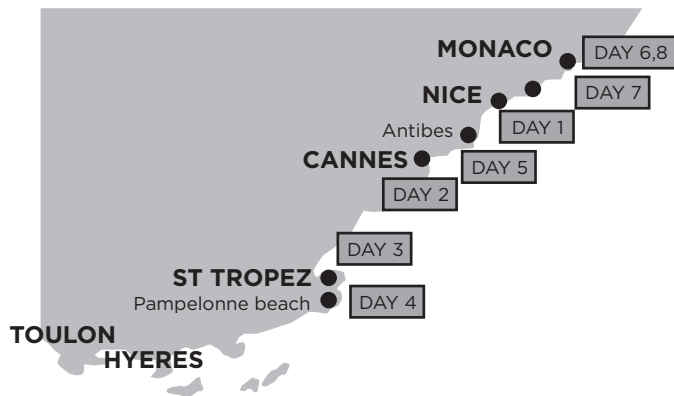 MONACO
DAY 6,8
NICE
DAY 7
Antibes
DAY 1
CANNES
DAY 5
DAY 2
DAY 3
ST TROPEZ
Pampelonne beach
DAY 4
TOULON
HYERES